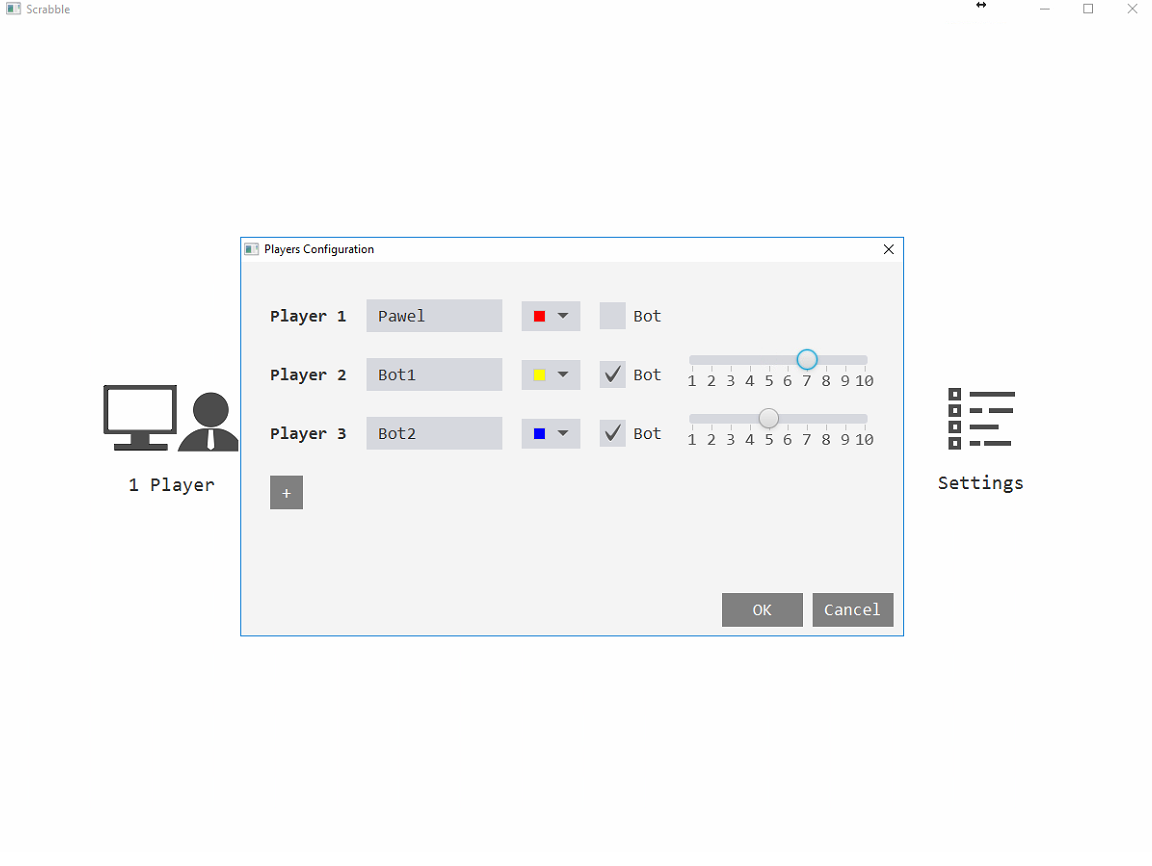 Scrabble
Players Configuration
Player 1 Pawel Bot
Player 2 Bot1 Bot
1 2 3 4 5 6 7 8 9 10
Player 3 Bot2 Bot
1 2 3 4 5 6 7 8 9 10
+
1 Player
Settings
OK Cancel